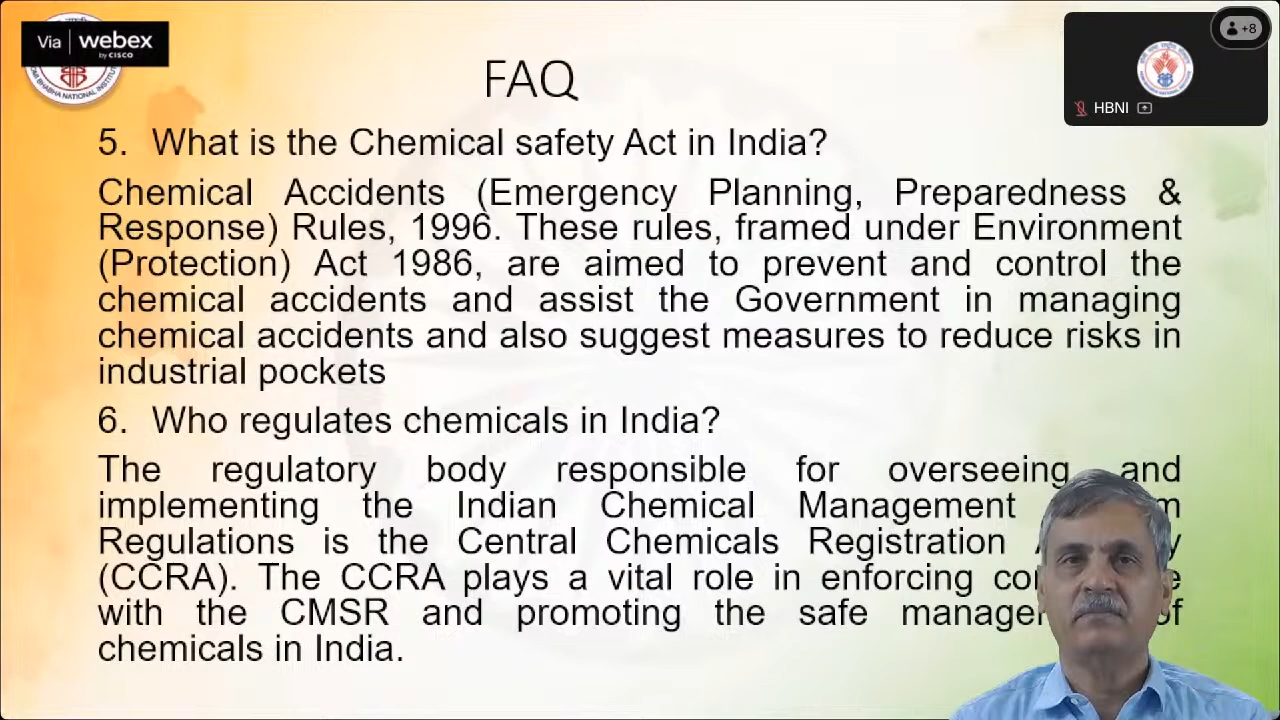 Via webex
by CISCO
BHABHA NATIONAL
+8
HBNI
FAQ
5. What is the Chemical safety Act in India?
Chemical Accidents (Emergency Planning, Preparedness &
Response) Rules, 1996. These rules, framed under Environment
(Protection) Act 1986, are aimed to prevent and control the
chemical accidents and assist the Government in managing
chemical accidents and also suggest measures to reduce risks in
industrial pockets
6. Who regulates chemicals in India?
The regulatory body responsible for overseeing and
implementing the Indian Chemical Management
Regulations is the Central Chemicals Registration
(CCRA). The CCRA plays a vital role in enforcing
with the CMSR and promoting the safe of
chemicals in India.